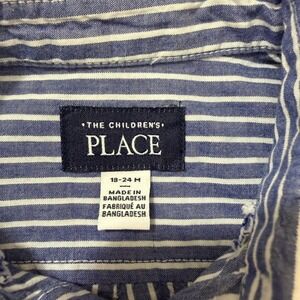 THE CHILDREN'S
PLACE
18-24 M
MADE IN
BANGLADESH
FABRIQUÉ AU
BANGLADESH